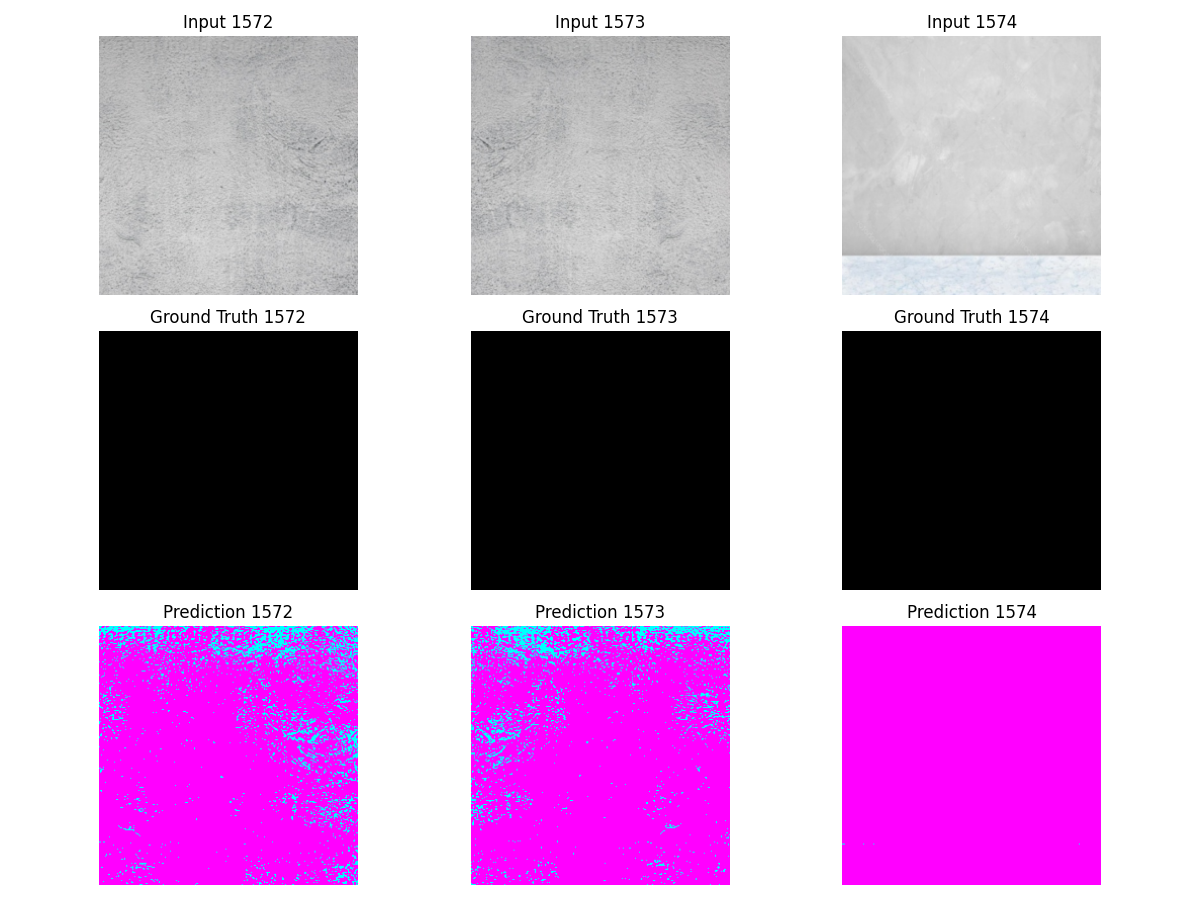 Input 1572
Input 1573
Input 1574
Ground Truth 1572
Ground Truth 1573
Ground Truth 1574
Prediction 1572
Prediction 1573
Prediction 1574